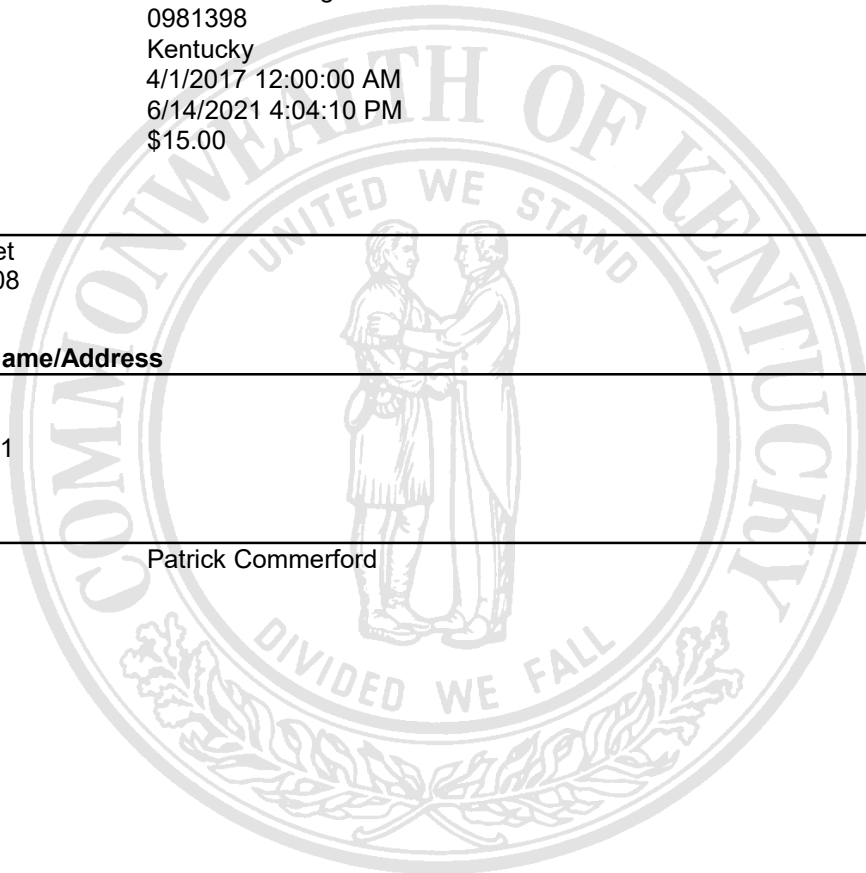 0981398
Kentucky
4/1/2017 12:00:00 AM
6/14/2021 4:04:10 PM
$15.00
et
08
ame/Address
1
Patrick Commerford
COMMONWEALTH OF KENTUCKY
UNITED WE STAND
DIVIDED WE FALL